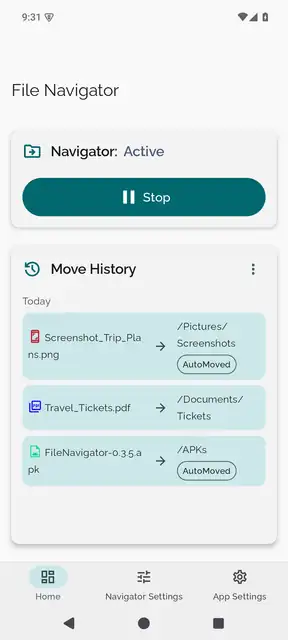 9:31
File Navigator
Navigator: Active
Stop
Move History
Today
Screenshot_Trip_Pla
ns.png
/Pictures/
Screenshots
AutoMoved
Travel_Tickets.pdf
/Documents/
Tickets
FileNavigator-0.3.5.a
pk
/APKs
AutoMoved
Home
Navigator Settings
App Settings